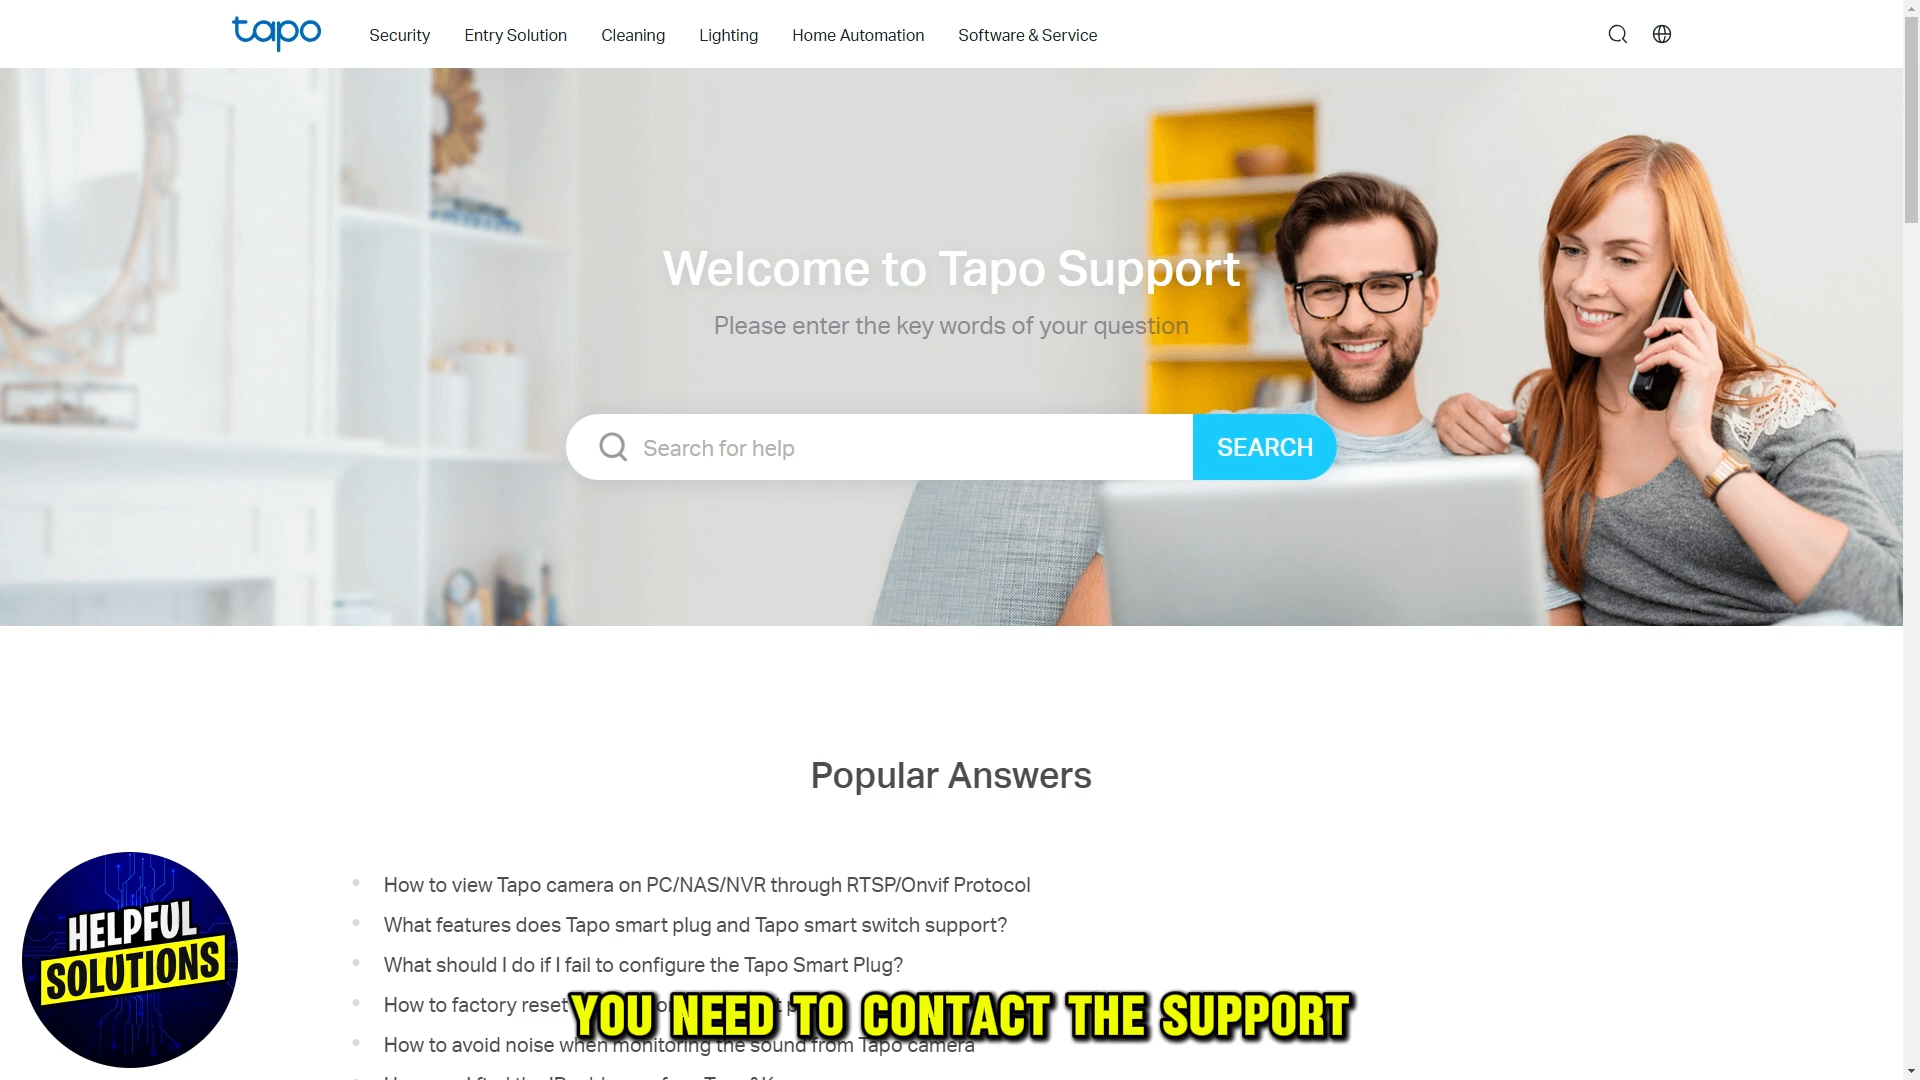 tapo
Security
Entry Solution
Cleaning
Lighting
Home Automation
Software & Service
Welcome to Tapo Support
Please enter the key words of your question
Search for help
SEARCH
Popular Answers
How to view Tapo camera on PC/NAS/NVR through RTSP/Onvif Protocol
What features does Tapo smart plug and Tapo smart switch support?
What should I do if I fail to configure the Tapo Smart Plug?
How to factory reset
YOU NEED TO CONTACT THE SUPPORT
How to avoid noise when monitoring the sound from Tapo camera
HELPFUL
SOLUTIONS